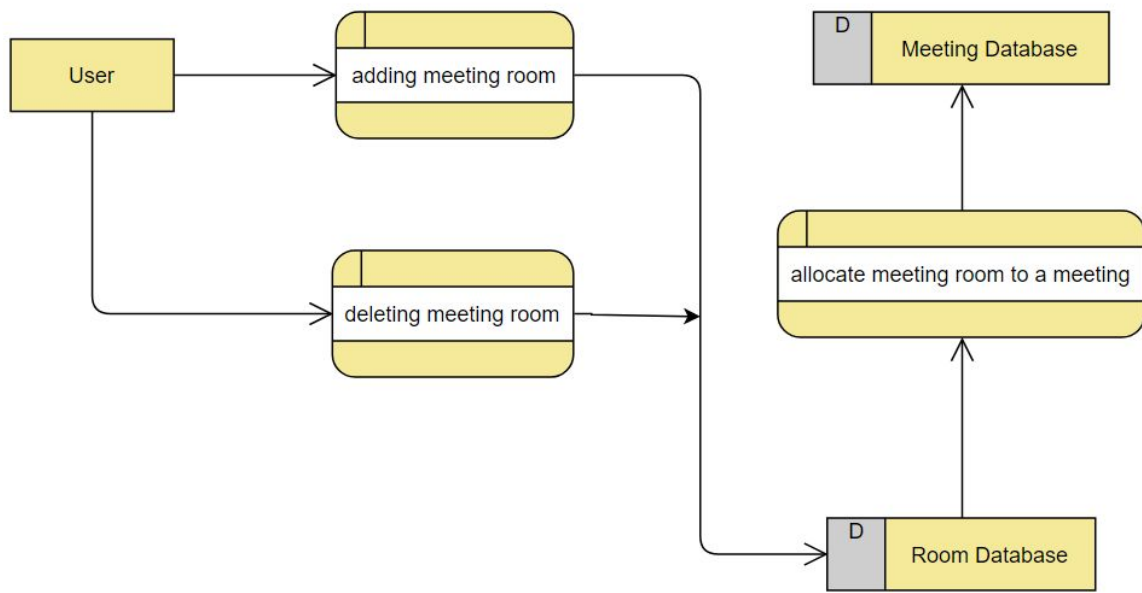 User
adding meeting room
D
Meeting Database
deleting meeting room
allocate meeting room to a meeting
D
Room Database